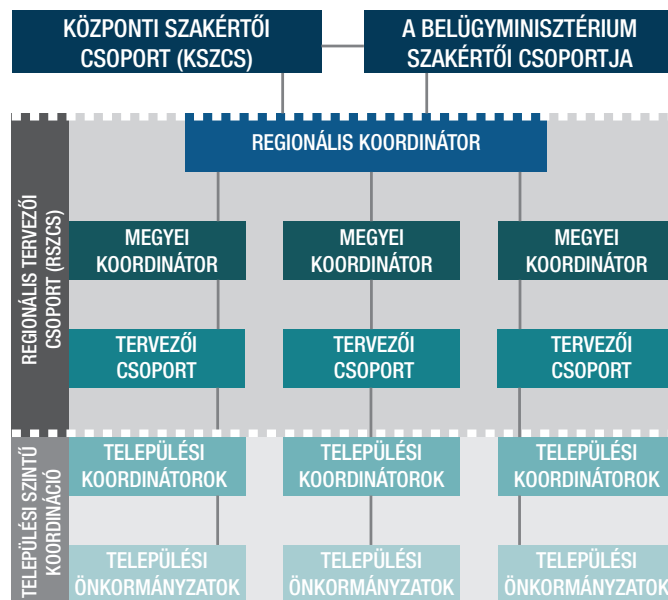 KÖZPONTI SZAKÉRTŐI
CSOPORT (KSZCS)
A BELÜGYMINISZTÉRIUM
SZAKÉRTŐI CSOPORTJA
REGIONÁLIS TERVEZŐI
CSOPORT (RSZCS)
REGIONÁLIS KOORDINÁTOR
MEGYEI
KOORDINÁTOR
MEGYEI
KOORDINÁTOR
MEGYEI
KOORDINÁTOR
TERVEZŐI
CSOPORT
TERVEZŐI
CSOPORT
TERVEZŐI
CSOPORT
TELEPÜLÉSI SZINTŰ
KOORDINÁCIÓ
TELEPÜLÉSI
KOORDINÁTOROK
TELEPÜLÉSI
KOORDINÁTOROK
TELEPÜLÉSI
KOORDINÁTOROK
TELEPÜLÉSI
ÖNKORMÁNYZATOK
TELEPÜLÉSI
ÖNKORMÁNYZATOK
TELEPÜLÉSI
ÖNKORMÁNYZATOK